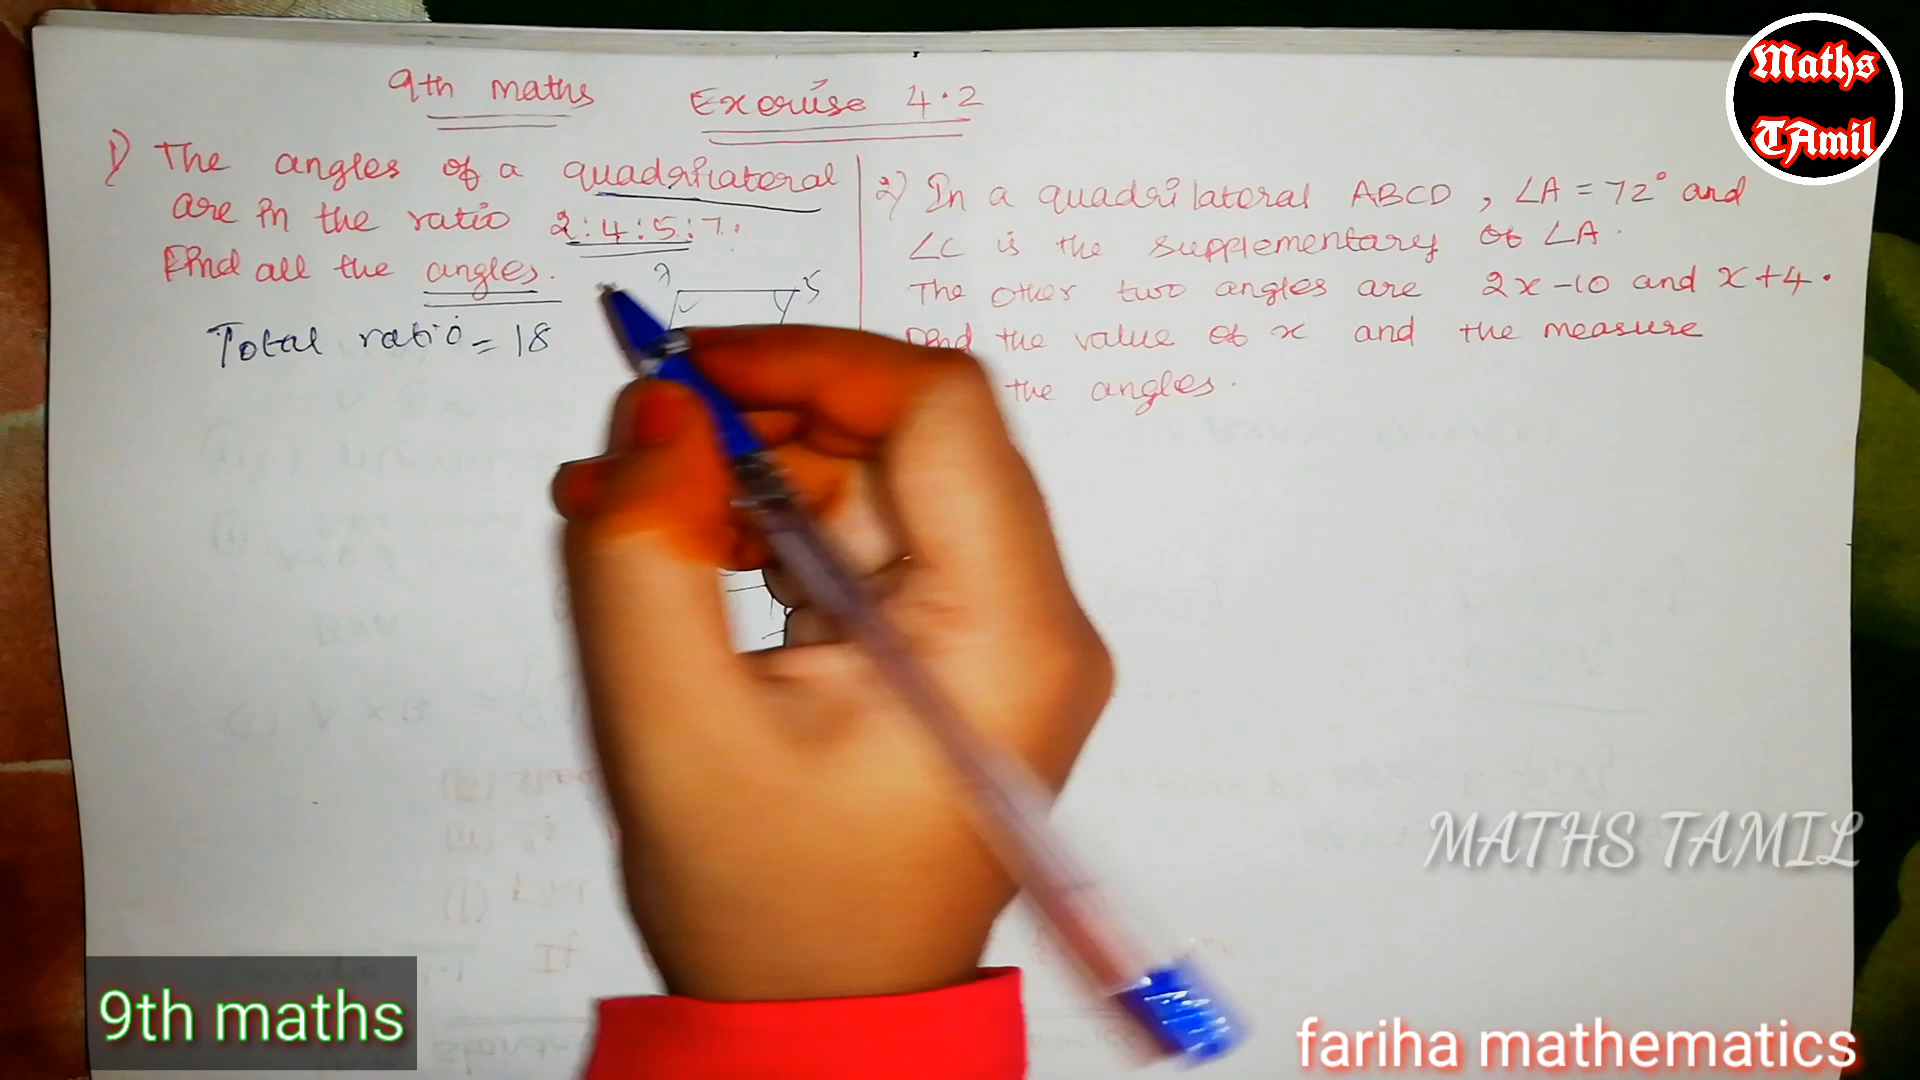 9th maths Exercise 4.2
1) The angles of a quadrilateral
are in the ratio 2:4:5:7.
Find all the angles.
Total ratio = 18
7 5
2) In a quadrilateral ABCD, ∠A = 72° and
∠C is the supplementary of ∠A.
The other two angles are 2x-10 and x+4.
Find the value of x and the measure
the angles.
Maths
TAmil
MATHS TAMIL
9th maths
fariha mathematics